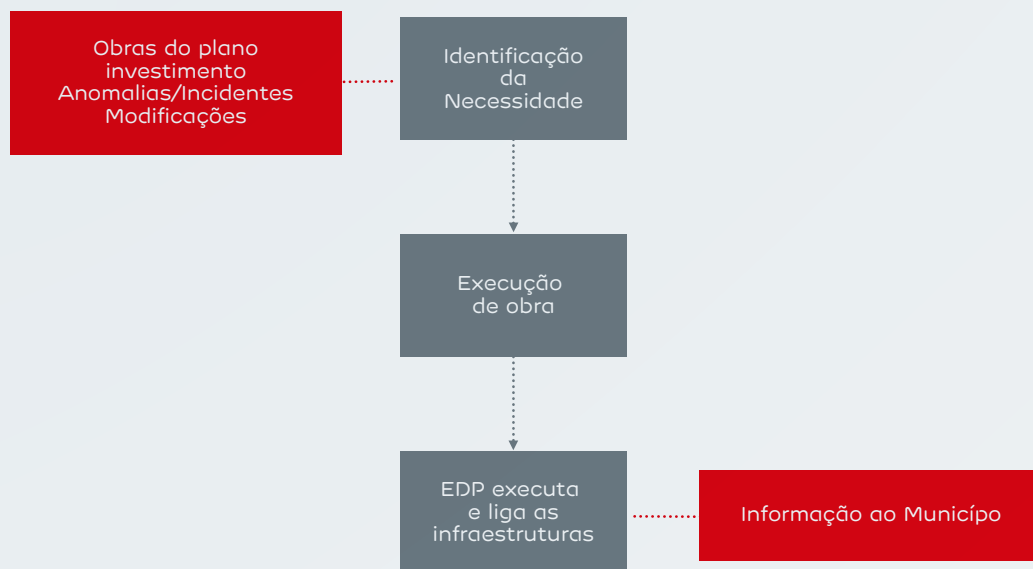 Obras do plano
investimento
Anomalias/Incidentes
Modificações
Identificação
da
Necessidade
Execução
de obra
EDP executa
e liga as
infraestruturas
Informação ao Municípo